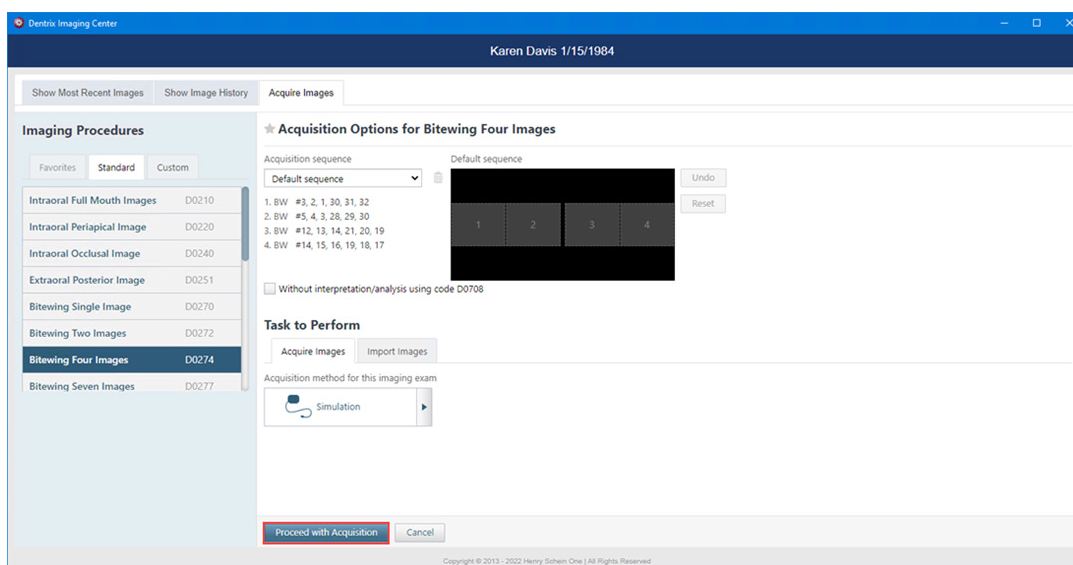 Dentrix Imaging Center
Karen Davis 1/15/1984
Show Most Recent Images Show Image History Acquire Images
Imaging Procedures
Favorites Standard Custom
Intraoral Full Mouth Images D0210
Intraoral Periapical Image D0220
Intraoral Occlusal Image D0240
Extraoral Posterior Image D0251
Bitewing Single Image D0270
Bitewing Two Images D0272
Bitewing Four Images D0274
Bitewing Seven Images D0277
Acquisition Options for Bitewing Four Images
Acquisition sequence
Default sequence
1. BW #3, 2, 1, 30, 31, 32
2. BW #5, 4, 3, 28, 29, 30
3. BW #12, 13, 14, 21, 20, 19
4. BW #14, 15, 16, 19, 18, 17
Default sequence
1 2 3 4
Undo
Reset
Without interpretation/analysis using code D0708
Task to Perform
Acquire Images Import Images
Acquisition method for this imaging exam
Simulation
Proceed with Acquisition Cancel
Copyright © 2013 - 2022 Henry Schein One | All Rights Reserved